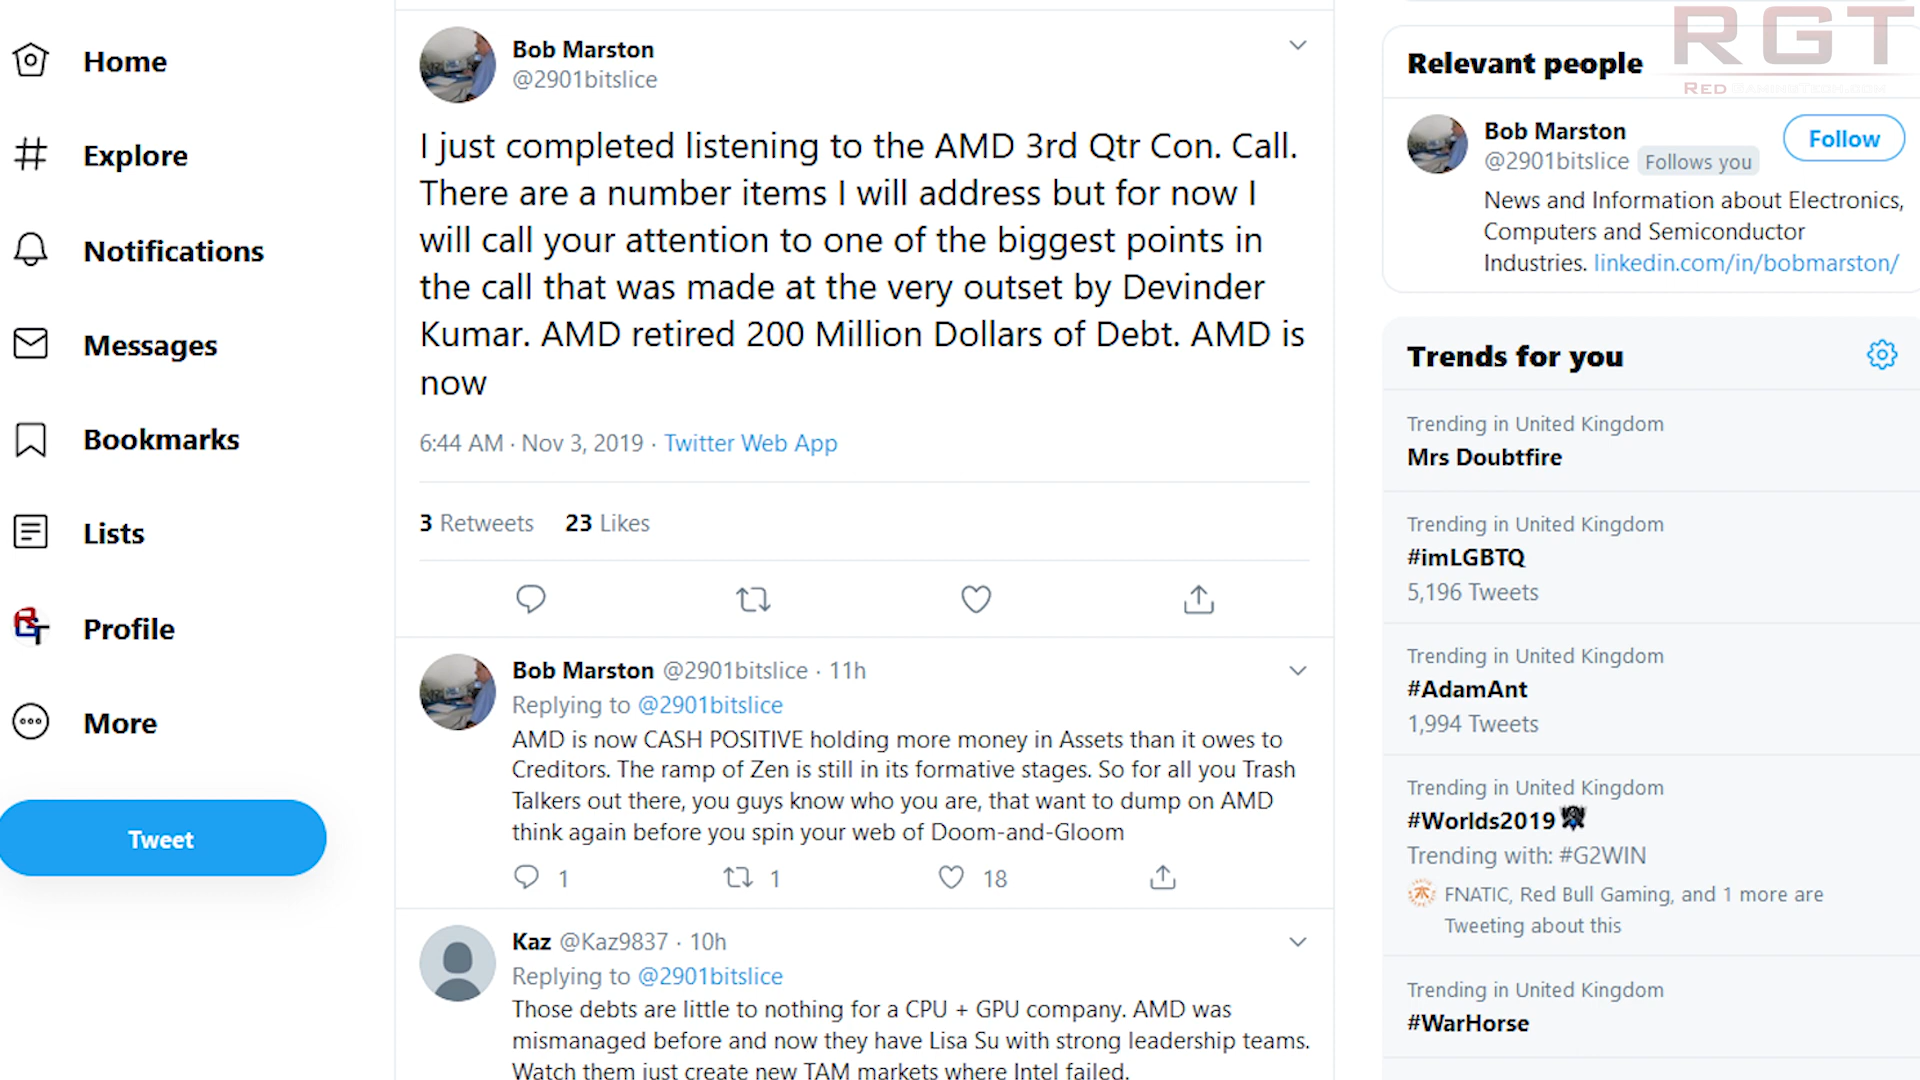 Home
Explore
Notifications
Messages
Bookmarks
Lists
Profile
More
Tweet
Bob Marston
@2901bitslice
I just completed listening to the AMD 3rd Qtr Con. Call.
There are a number items I will address but for now I
will call your attention to one of the biggest points in
the call that was made at the very outset by Devinder
Kumar. AMD retired 200 Million Dollars of Debt. AMD is
now
6:44 AM · Nov 3, 2019 · Twitter Web App
3 Retweets 23 Likes
Bob Marston @2901bitslice · 11h
Replying to @2901bitslice
AMD is now CASH POSITIVE holding more money in Assets than it owes to
Creditors. The ramp of Zen is still in its formative stages. So for all you Trash
Talkers out there, you guys know who you are, that want to dump on AMD
think again before you spin your web of Doom-and-Gloom
1 1 18
Kaz @Kaz9837 · 10h
Replying to @2901bitslice
Those debts are little to nothing for a CPU + GPU company. AMD was
mismanaged before and now they have Lisa Su with strong leadership teams.
Watch them just create new TAM markets where Intel failed.
RGT
RED GAMINGTECH.COM
Relevant people
Bob Marston
Follow
@2901bitslice Follows you
News and Information about Electronics,
Computers and Semiconductor
Industries. linkedin.com/in/bobmarston/
Trends for you
Trending in United Kingdom
Mrs Doubtfire
Trending in United Kingdom
#imLGBTQ
5,196 Tweets
Trending in United Kingdom
#AdamAnt
1,994 Tweets
Trending in United Kingdom
#Worlds2019
Trending with: #G2WIN
FNATIC, Red Bull Gaming, and 1 more are
Tweeting about this
Trending in United Kingdom
#WarHorse